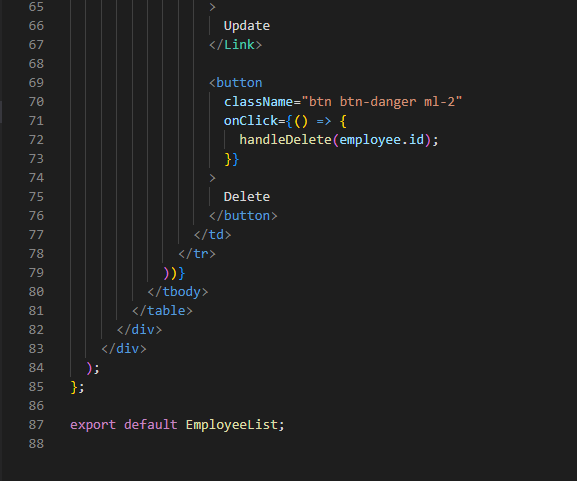 65 >
66 Update
67 </Link>
68
69 <button
70 className="btn btn-danger ml-2"
71 onClick={() => {
72 handleDelete(employee.id);
73 }}
74 >
75 Delete
76 </button>
77 </td>
78 </tr>
79 ))}
80 </tbody>
81 </table>
82 </div>
83 </div>
84 );
85 };
86
87 export default EmployeeList;
88